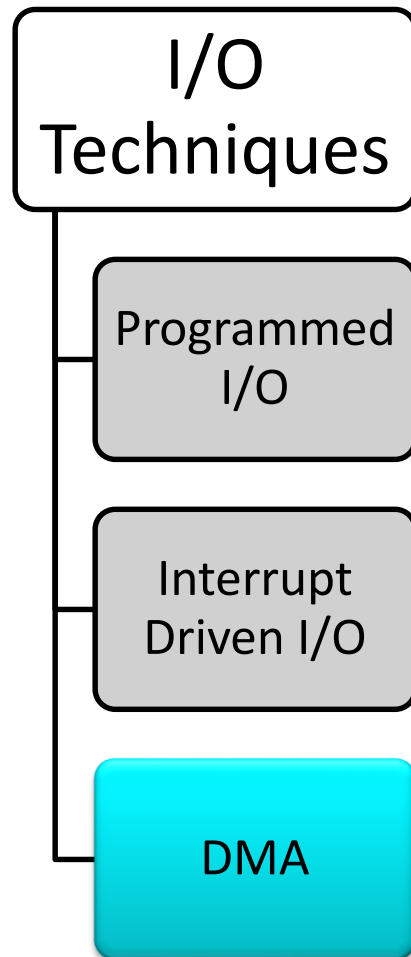 I/O
Techniques
Programmed
I/O
Interrupt
Driven I/O
DMA